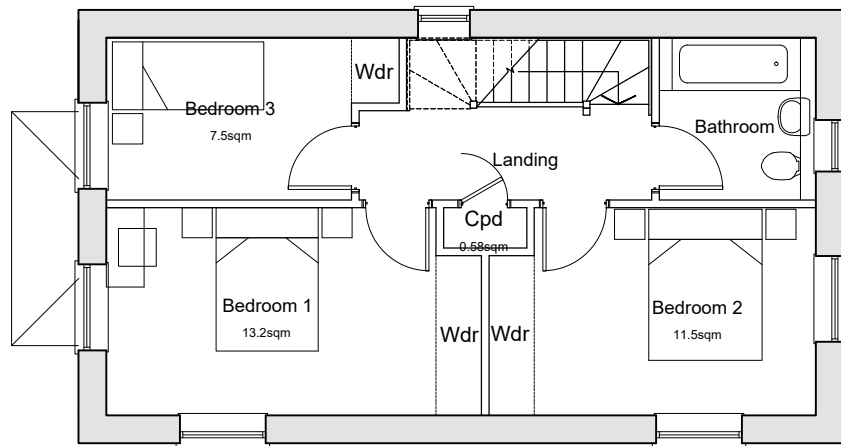 Wdr
Bedroom 3
7.5sqm
Bathroom
Landing
Cpd
0.58sqm
Bedroom 1
13.2sqm
Wdr
Wdr
Bedroom 2
11.5sqm